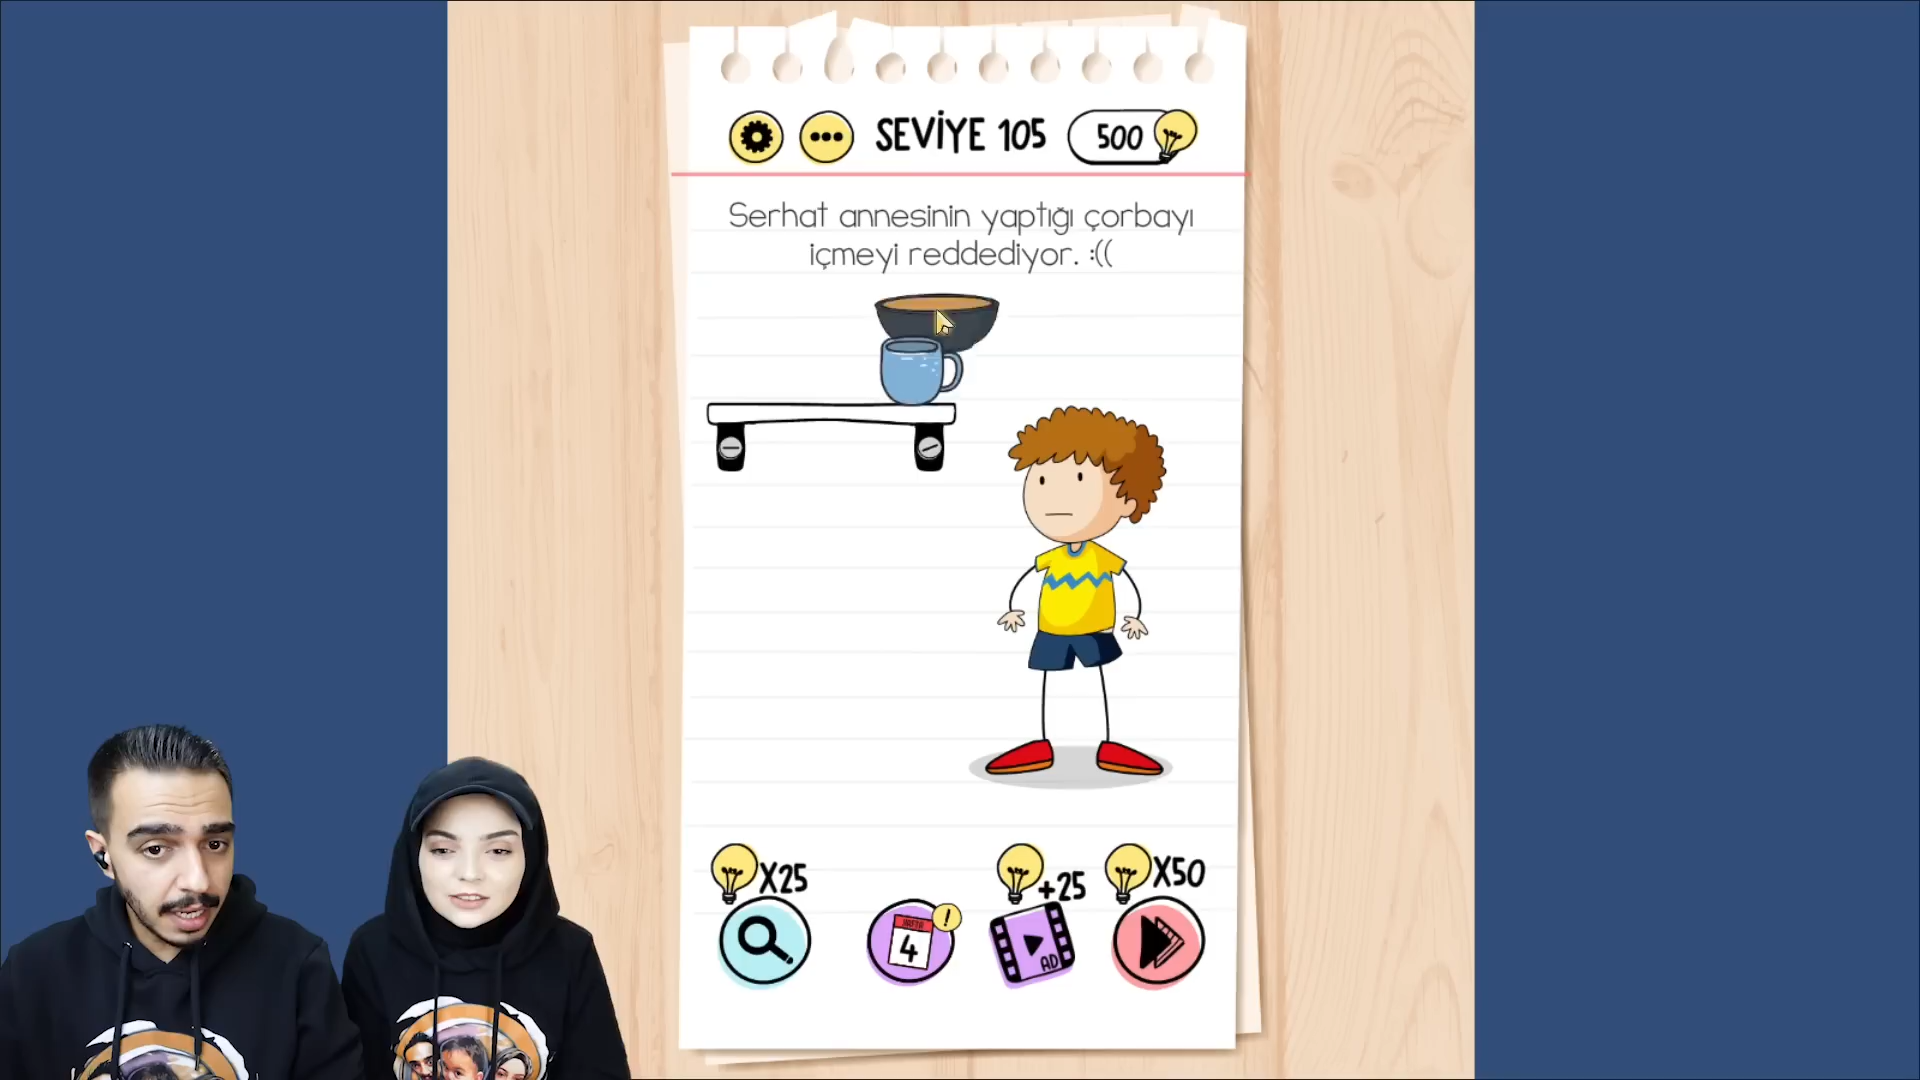 SEVİYE 105
500
Serhat annesinin yaptığı çorbayı
içmeyi reddediyor. :((
X25
+25
X50
!
4
AD